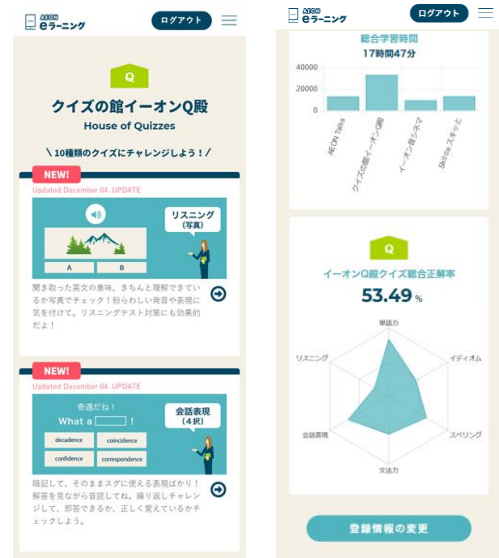 AEON
eラーニング
ログアウト
Q
クイズの館イーオンQ殿
House of Quizzes
\ 10種類のクイズにチャレンジしよう！/
NEW!
Updated December 04. UPDATE
リスニング
(写真)
A
B
聞き取った英文の意味、きちんと理解できてい
るか写真でチェック！紛らわしい発音や表現に
気を付けて。リスニングテスト対策にも効果的
だよ！
NEW!
Updated December 04. UPDATE
奇遇だね！
What a ！
decadence
coincidence
confidence
correspondence
会話表現
(４択)
暗記して、そのままスグに使える表現ばかり！
解答を見ながら音読してね。繰り返しチャレン
ジして、即答できるか、正しく覚えているかチ
ェックしよう。
AEON
eラーニング
ログアウト
総合学習時間
17時間47分
40000
20000
0
AEON Talks
クイズの館イーオンQ殿
イーオン座シネマ
Skitda スキッと
Q
イーオンQ殿クイズ総合正解率
53.49 %
単語力
イディオム
スペリング
文法力
会話表現
リスニング
登録情報の変更